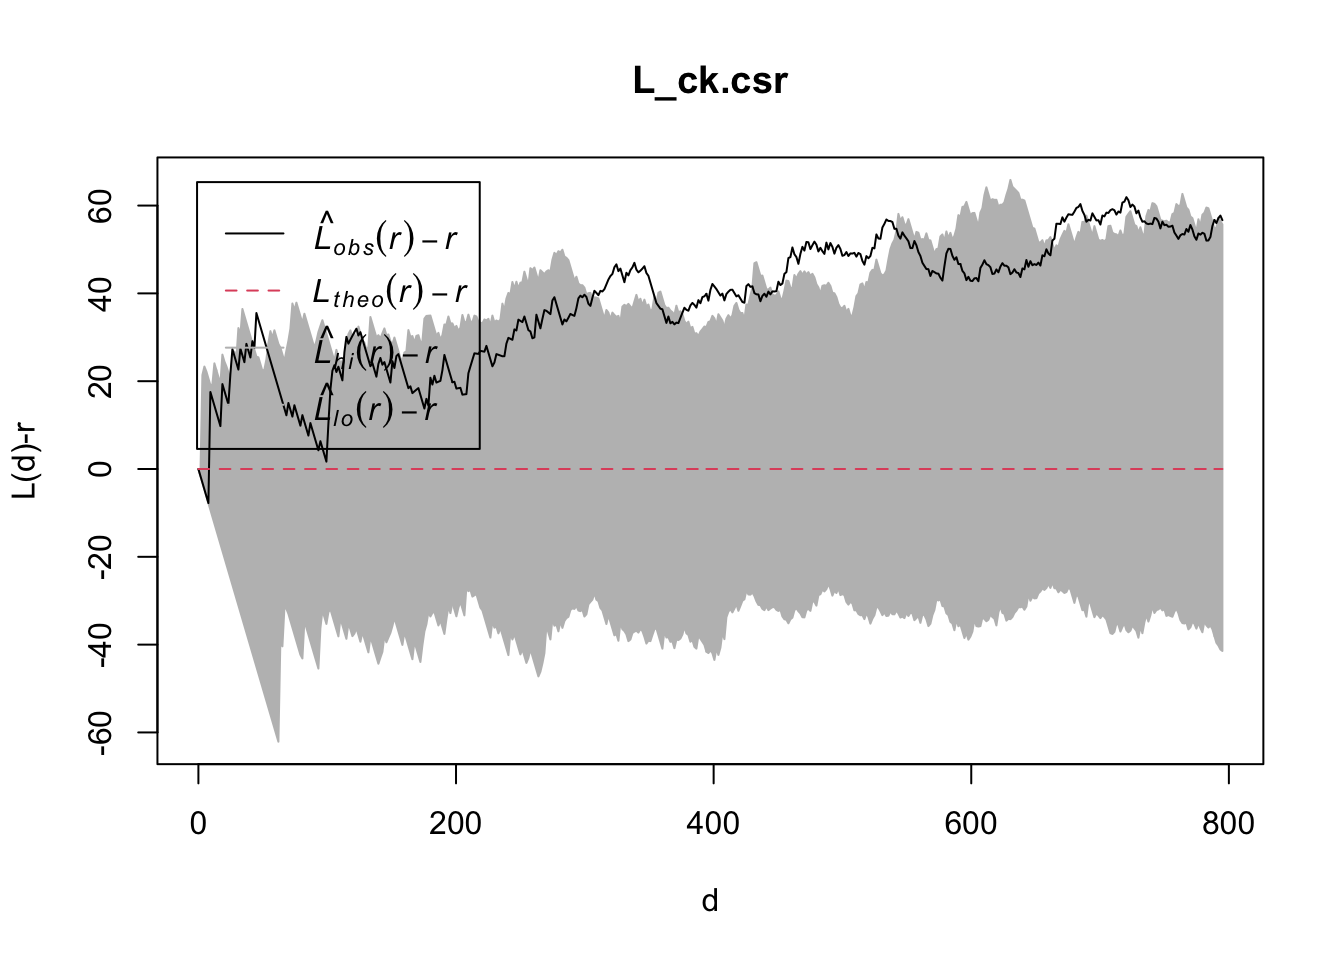 L_ck.csr
L̂obs(r) – r
Ltheo(r) – r
L̂hi(r) – r
L̂lo(r) – r
L(d)-r
60
40
20
0
-20
-40
-60
0 200 400 600 800
d